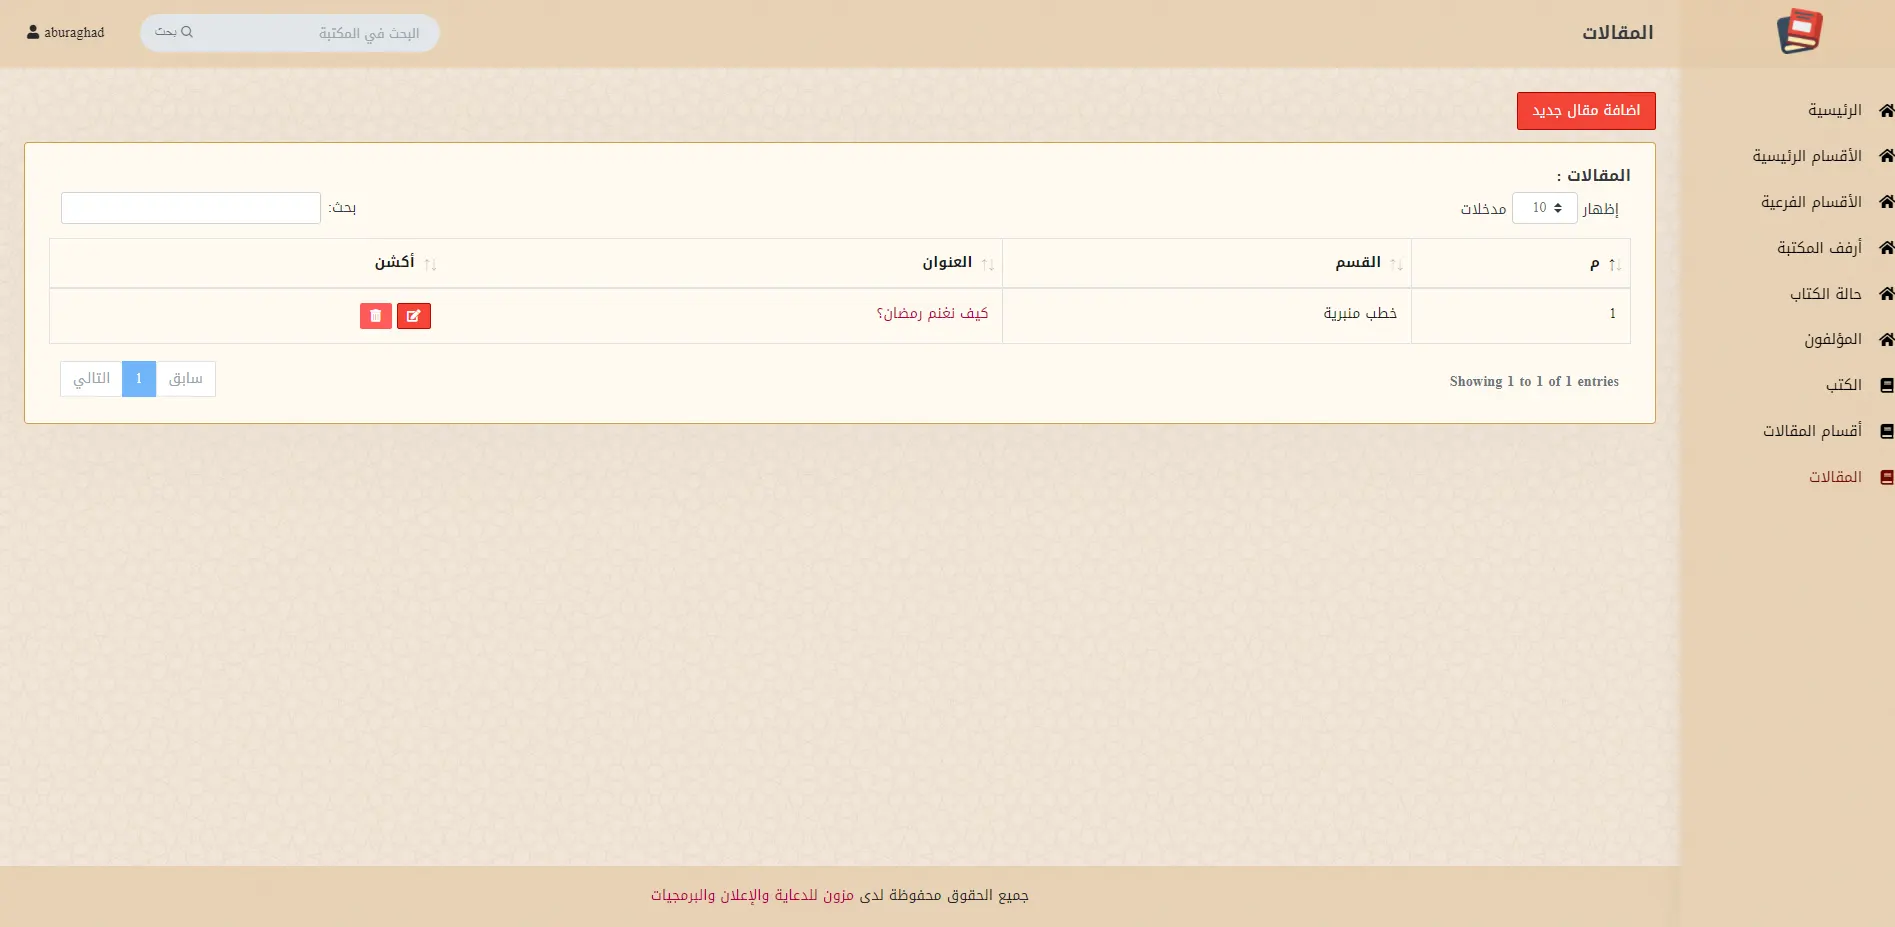 المقالات
البحث في المكتبة
بحث
aburaghad
الرئيسية
الأقسام الرئيسية
الأقسام الفرعية
أرفف المكتبة
حالة الكتاب
المؤلفون
الكتب
أقسام المقالات
المقالات
اضافة مقال جديد
المقالات :
إظهار 10 مدخلات
بحث:
م القسم العنوان أكشن
1 خطب منبرية كيف نغنم رمضان؟
Showing 1 to 1 of 1 entries
سابق 1 التالي
جميع الحقوق محفوظة لدى مزون للدعاية والإعلان والبرمجيات